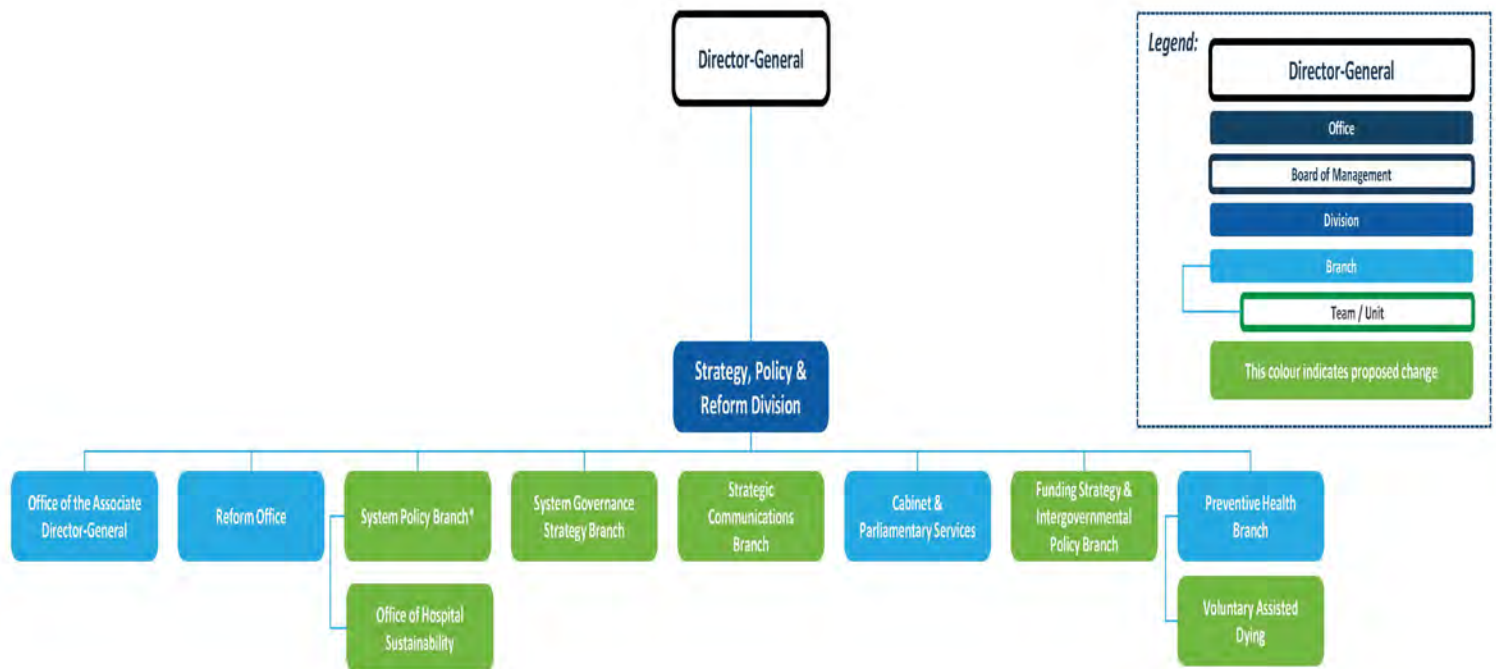 Director-General
Legend:
Director-General
Office
Board of Management
Division
Branch
Team / Unit
This colour indicates proposed change
Strategy, Policy &
Reform Division
Office of the Associate
Director-General
Reform Office
System Policy Branch*
System Governance
Strategy Branch
Strategic
Communications
Branch
Cabinet &
Parliamentary Services
Funding Strategy &
Intergovernmental
Policy Branch
Preventive Health
Branch
Office of Hospital
Sustainability
Voluntary Assisted
Dying